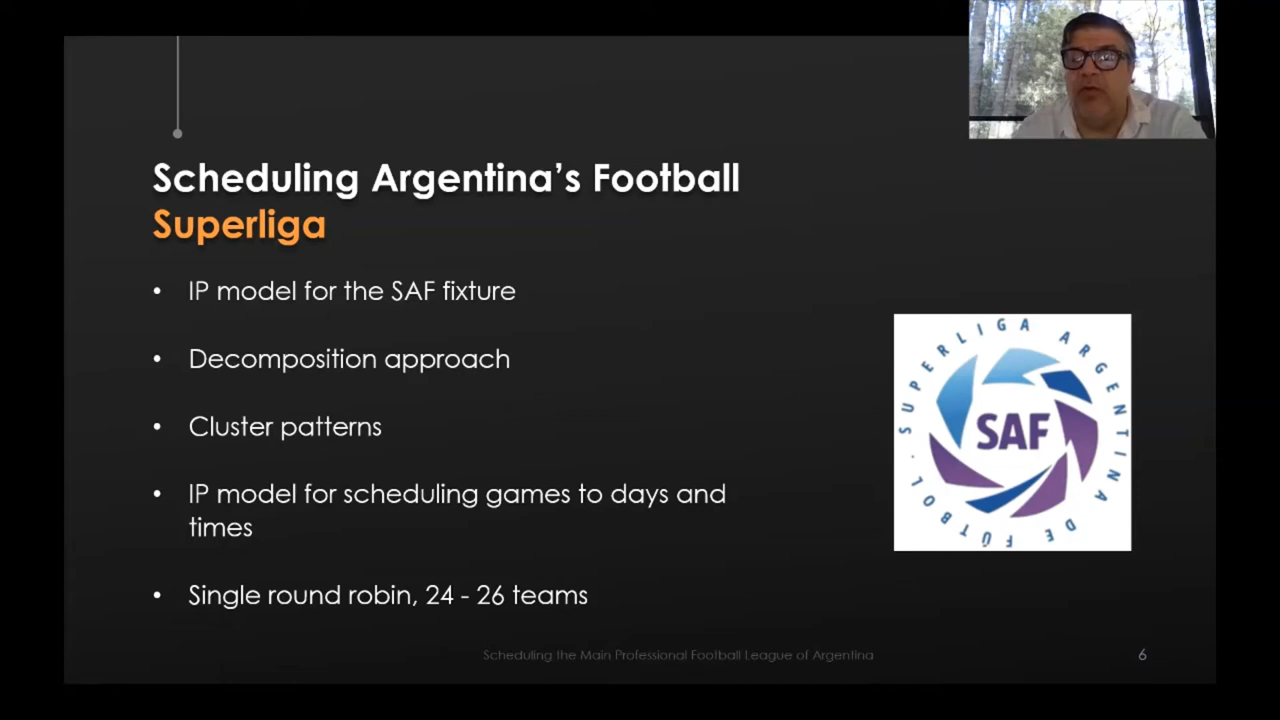 Scheduling Argentina's Football
Superliga
• IP model for the SAF fixture
• Decomposition approach
• Cluster patterns
• IP model for scheduling games to days and
times
• Single round robin, 24 - 26 teams
SUPERLIGA ARGENTINA DE FÚTBOL
SAF
Scheduling the Main Professional Football League of Argentina
6